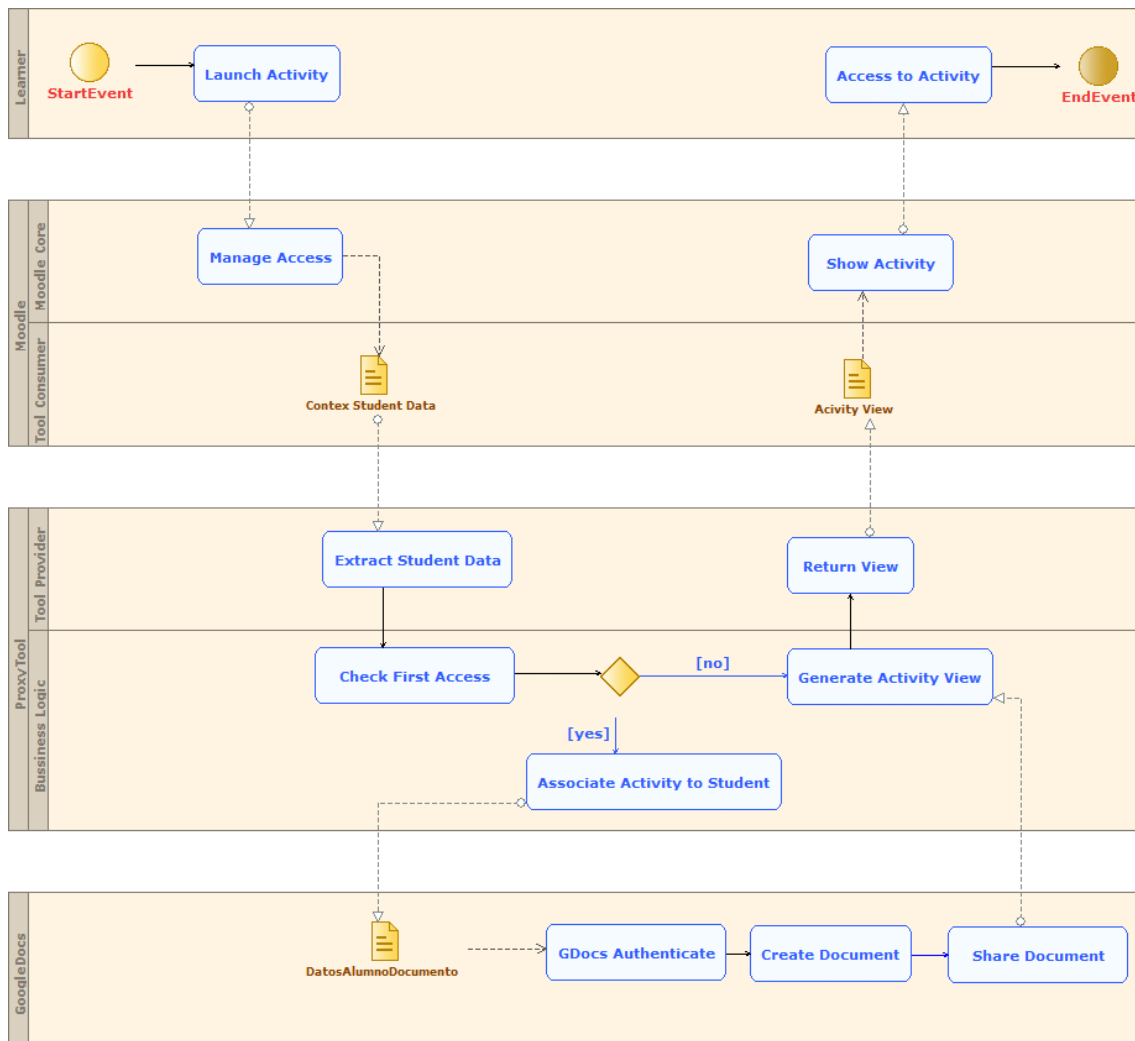 Learner
StartEvent
Launch Activity
Access to Activity
EndEvent
Moodle
Moodle Core
Manage Access
Show Activity
Tool Consumer
Contex Student Data
Acivity View
ProxyTool
Tool Provider
Extract Student Data
Return View
Bussiness Logic
Check First Access
[no]
Generate Activity View
[yes]
Associate Activity to Student
GoogleDocs
DatosAlumnoDocumento
GDocs Authenticate
Create Document
Share Document